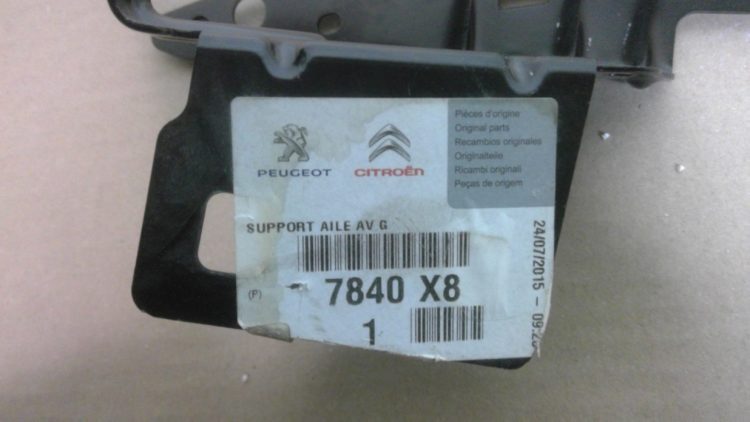 PEUGEOT
CITROËN
Pièces d'origine
Original parts
Recambios originales
Originalteile
Ricambi originali
Peças de origem
SUPPORT AILE AV G
(P)
7840 X8
1
24/07/2015 –